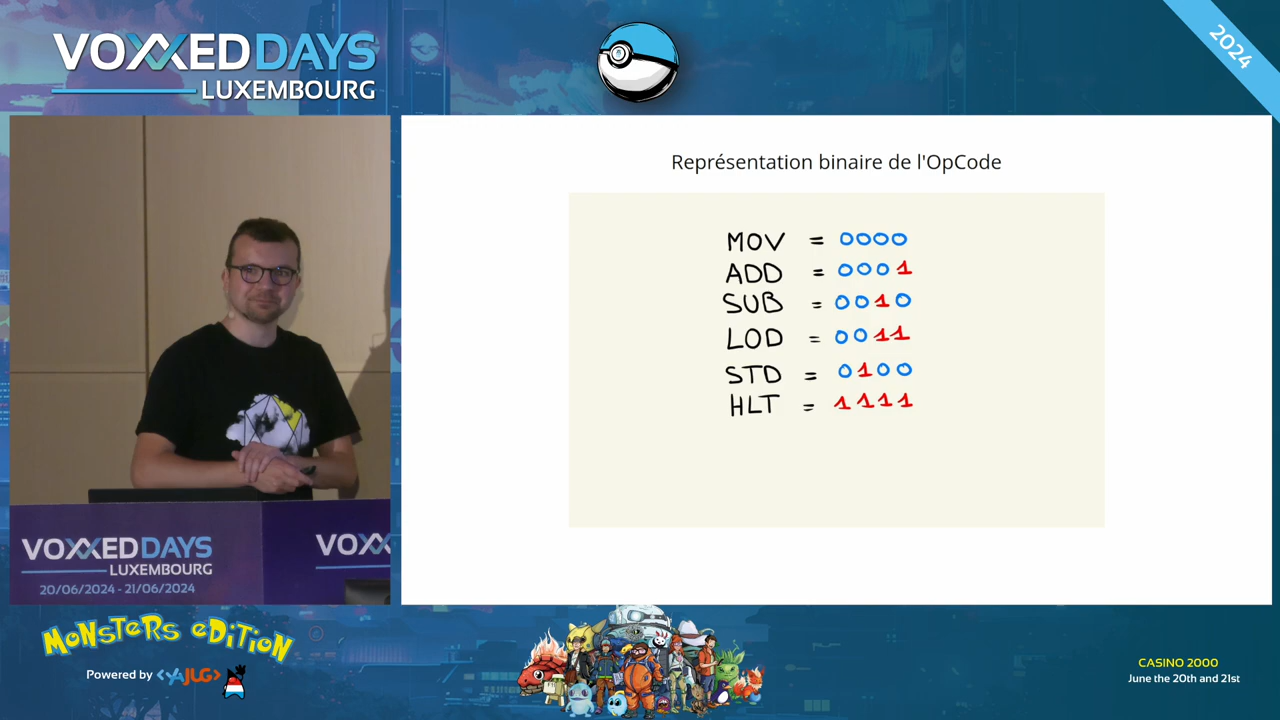 VOXXED DAYS
LUXEMBOURG
2024
Représentation binaire de l'OpCode
MOV = 0000
ADD = 0001
SUB = 0010
LOD = 0011
STD = 0100
HLT = 1111
VOXXED DAYS
LUXEMBOURG
20/06/2024 - 21/06/2024
VOXX
MONSTERS EDITION
Powered by <YAJUG>
CASINO 2000
June the 20th and 21st